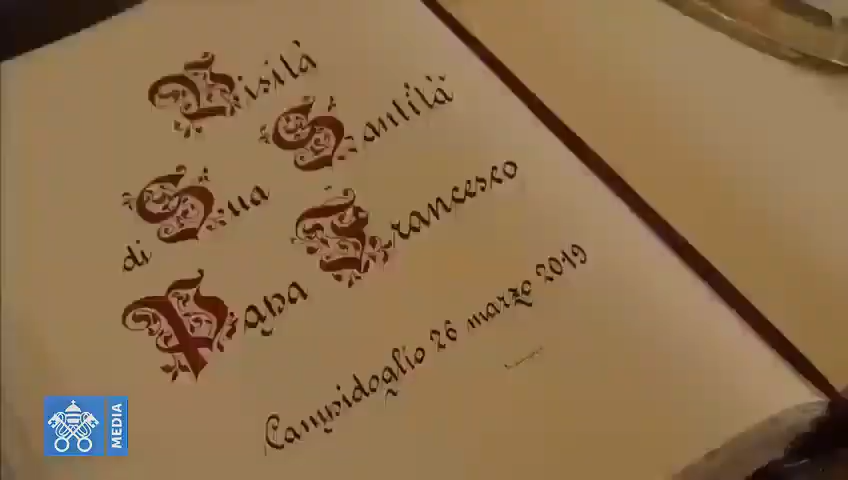 Visita
di Sua Santità
Papa Francesco
Campidoglio 26 marzo 2019
MEDIA